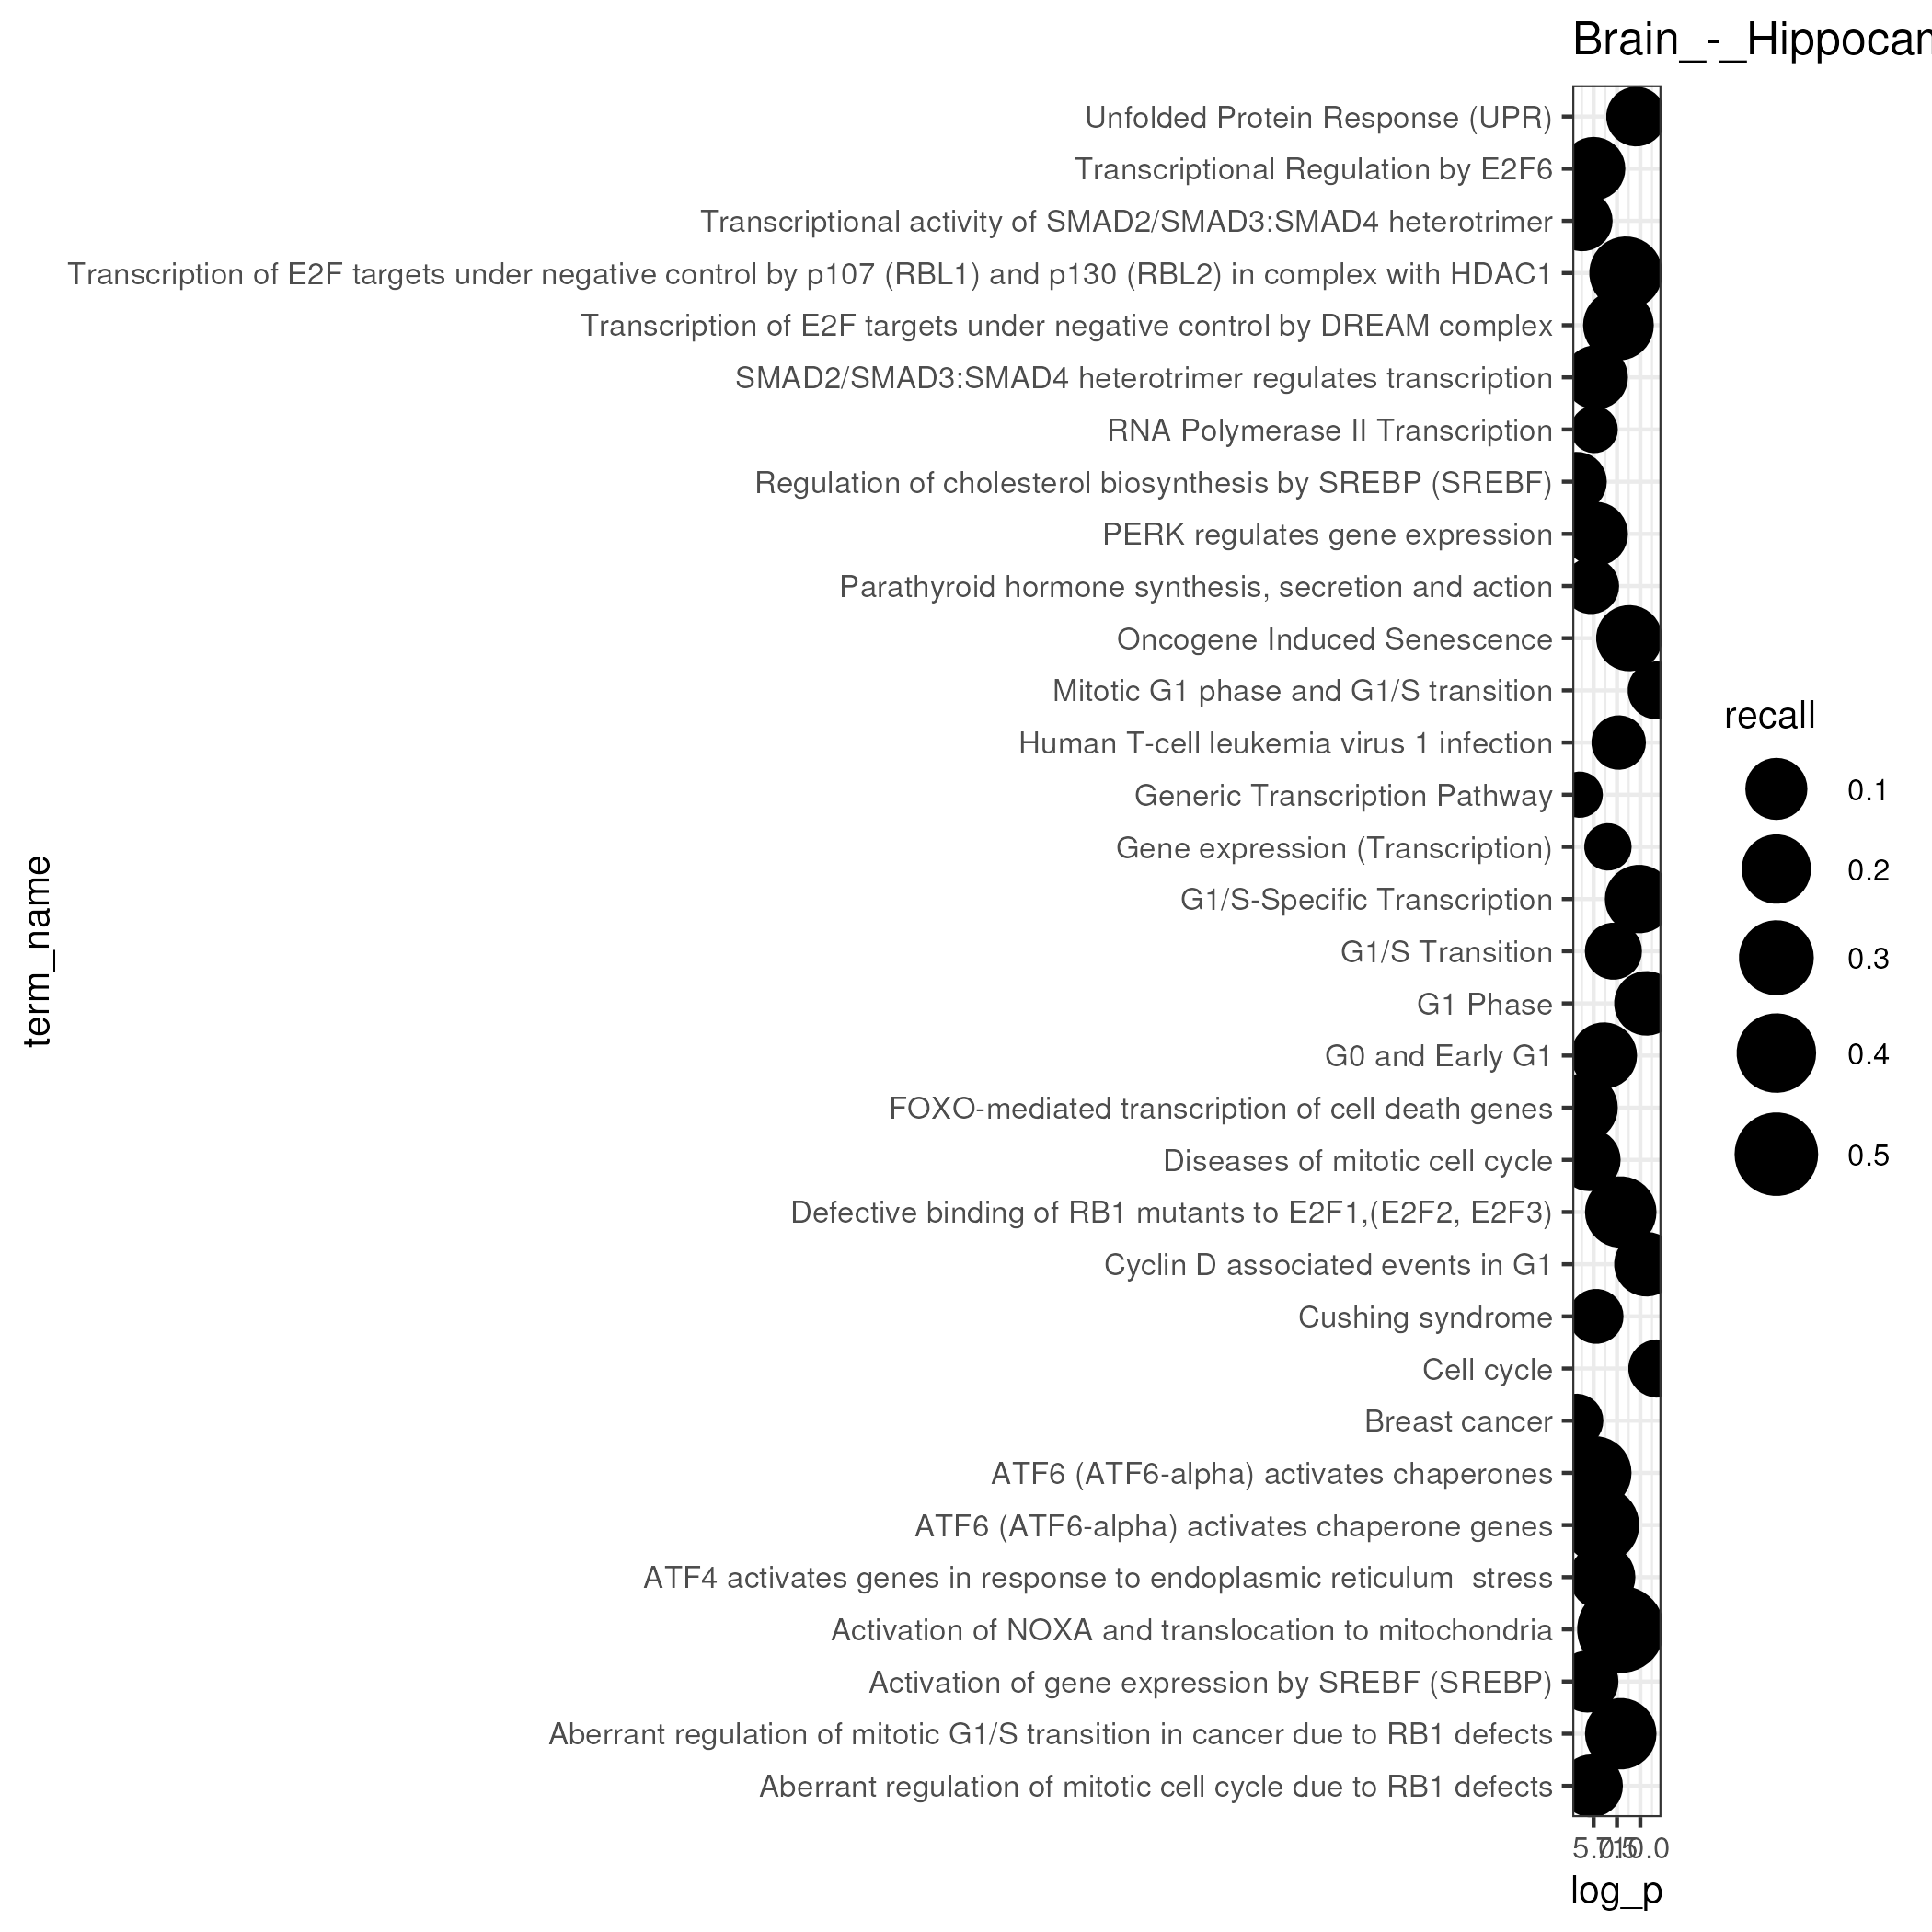 Brain_-_Hippocan
Unfolded Protein Response (UPR)
Transcriptional Regulation by E2F6
Transcriptional activity of SMAD2/SMAD3:SMAD4 heterotrimer
Transcription of E2F targets under negative control by p107 (RBL1) and p130 (RBL2) in complex with HDAC1
Transcription of E2F targets under negative control by DREAM complex
SMAD2/SMAD3:SMAD4 heterotrimer regulates transcription
RNA Polymerase II Transcription
Regulation of cholesterol biosynthesis by SREBP (SREBF)
PERK regulates gene expression
Parathyroid hormone synthesis, secretion and action
Oncogene Induced Senescence
Mitotic G1 phase and G1/S transition
Human T-cell leukemia virus 1 infection
Generic Transcription Pathway
Gene expression (Transcription)
G1/S-Specific Transcription
G1/S Transition
G1 Phase
G0 and Early G1
FOXO-mediated transcription of cell death genes
Diseases of mitotic cell cycle
Defective binding of RB1 mutants to E2F1,(E2F2, E2F3)
Cyclin D associated events in G1
Cushing syndrome
Cell cycle
Breast cancer
ATF6 (ATF6-alpha) activates chaperones
ATF6 (ATF6-alpha) activates chaperone genes
ATF4 activates genes in response to endoplasmic reticulum  stress
Activation of NOXA and translocation to mitochondria
Activation of gene expression by SREBF (SREBP)
Aberrant regulation of mitotic G1/S transition in cancer due to RB1 defects
Aberrant regulation of mitotic cell cycle due to RB1 defects
term_name
5.0 7.5 10.0
log_p
recall
0.1
0.2
0.3
0.4
0.5